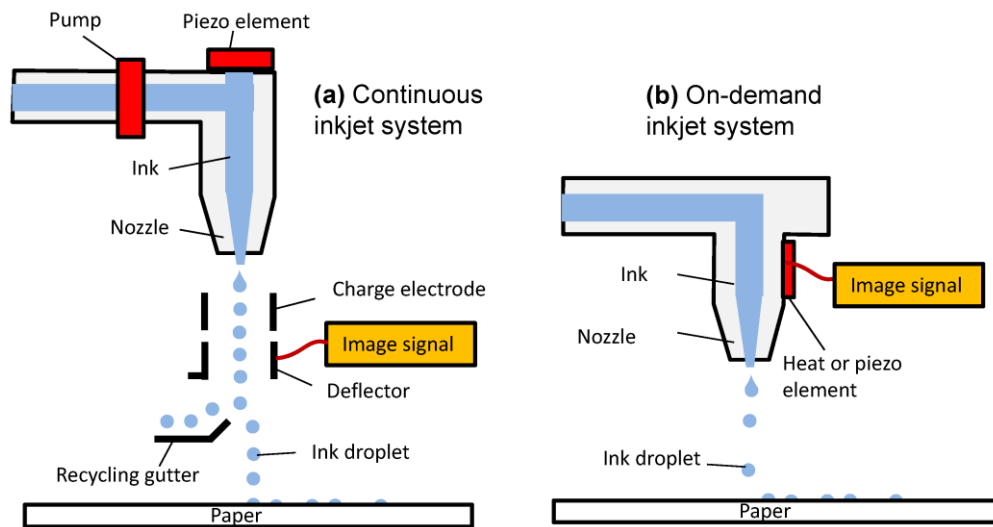 Pump
Piezo element
(a) Continuous
inkjet system
Ink
Nozzle
Charge electrode
Image signal
Deflector
Ink droplet
Recycling gutter
Paper
(b) On-demand
inkjet system
Ink
Image signal
Nozzle
Heat or piezo
element
Ink droplet
Paper